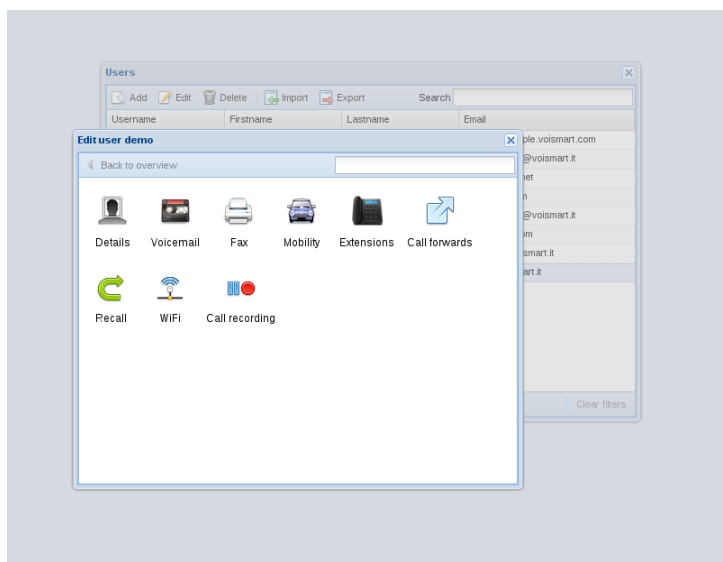 Users
Add Edit Delete Import Export Search
Username Firstname Lastname Email
Edit user demo
ple.voismart.com
Back to overview
@voismart.it
net
@voismart.it
Details Voicemail Fax Mobility Extensions Call forwards
smart.it
art.it
Recall WiFi Call recording
Clear filters